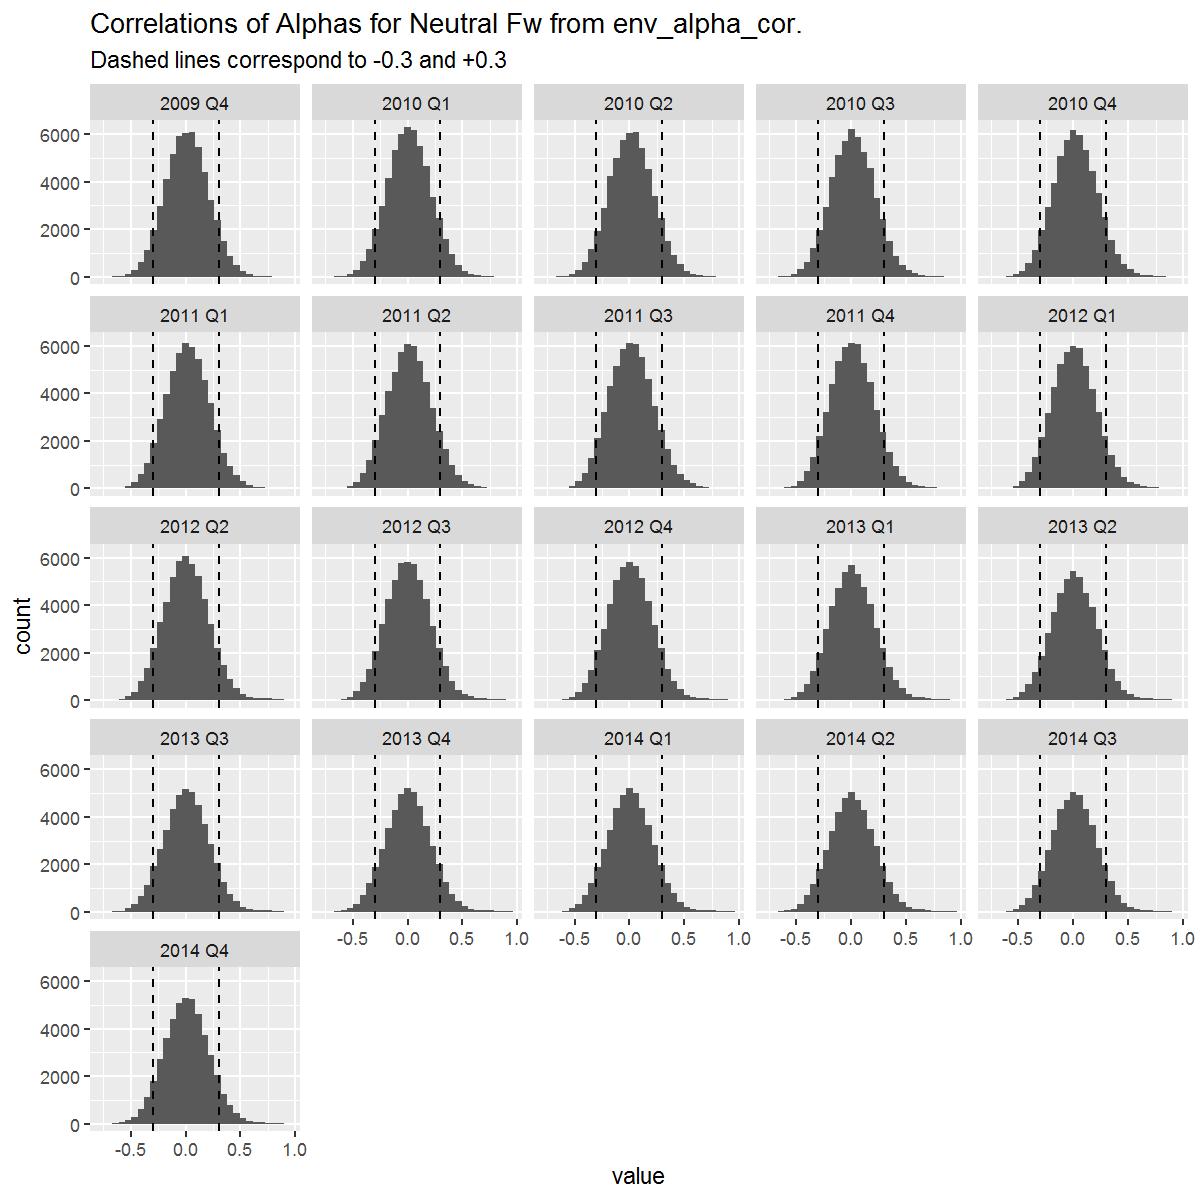 Correlations of Alphas for Neutral Fw from env_alpha_cor.
Dashed lines correspond to -0.3 and +0.3
2009 Q4
2010 Q1
2010 Q2
2010 Q3
2010 Q4
6000
4000
2000
0
2011 Q1
2011 Q2
2011 Q3
2011 Q4
2012 Q1
6000
4000
2000
0
2012 Q2
2012 Q3
2012 Q4
2013 Q1
2013 Q2
6000
4000
2000
0
count
2013 Q3
2013 Q4
2014 Q1
2014 Q2
2014 Q3
6000
4000
2000
0
-0.5 0.0 0.5 1.0
-0.5 0.0 0.5 1.0
-0.5 0.0 0.5 1.0
-0.5 0.0 0.5 1.0
2014 Q4
6000
4000
2000
0
-0.5 0.0 0.5 1.0
value